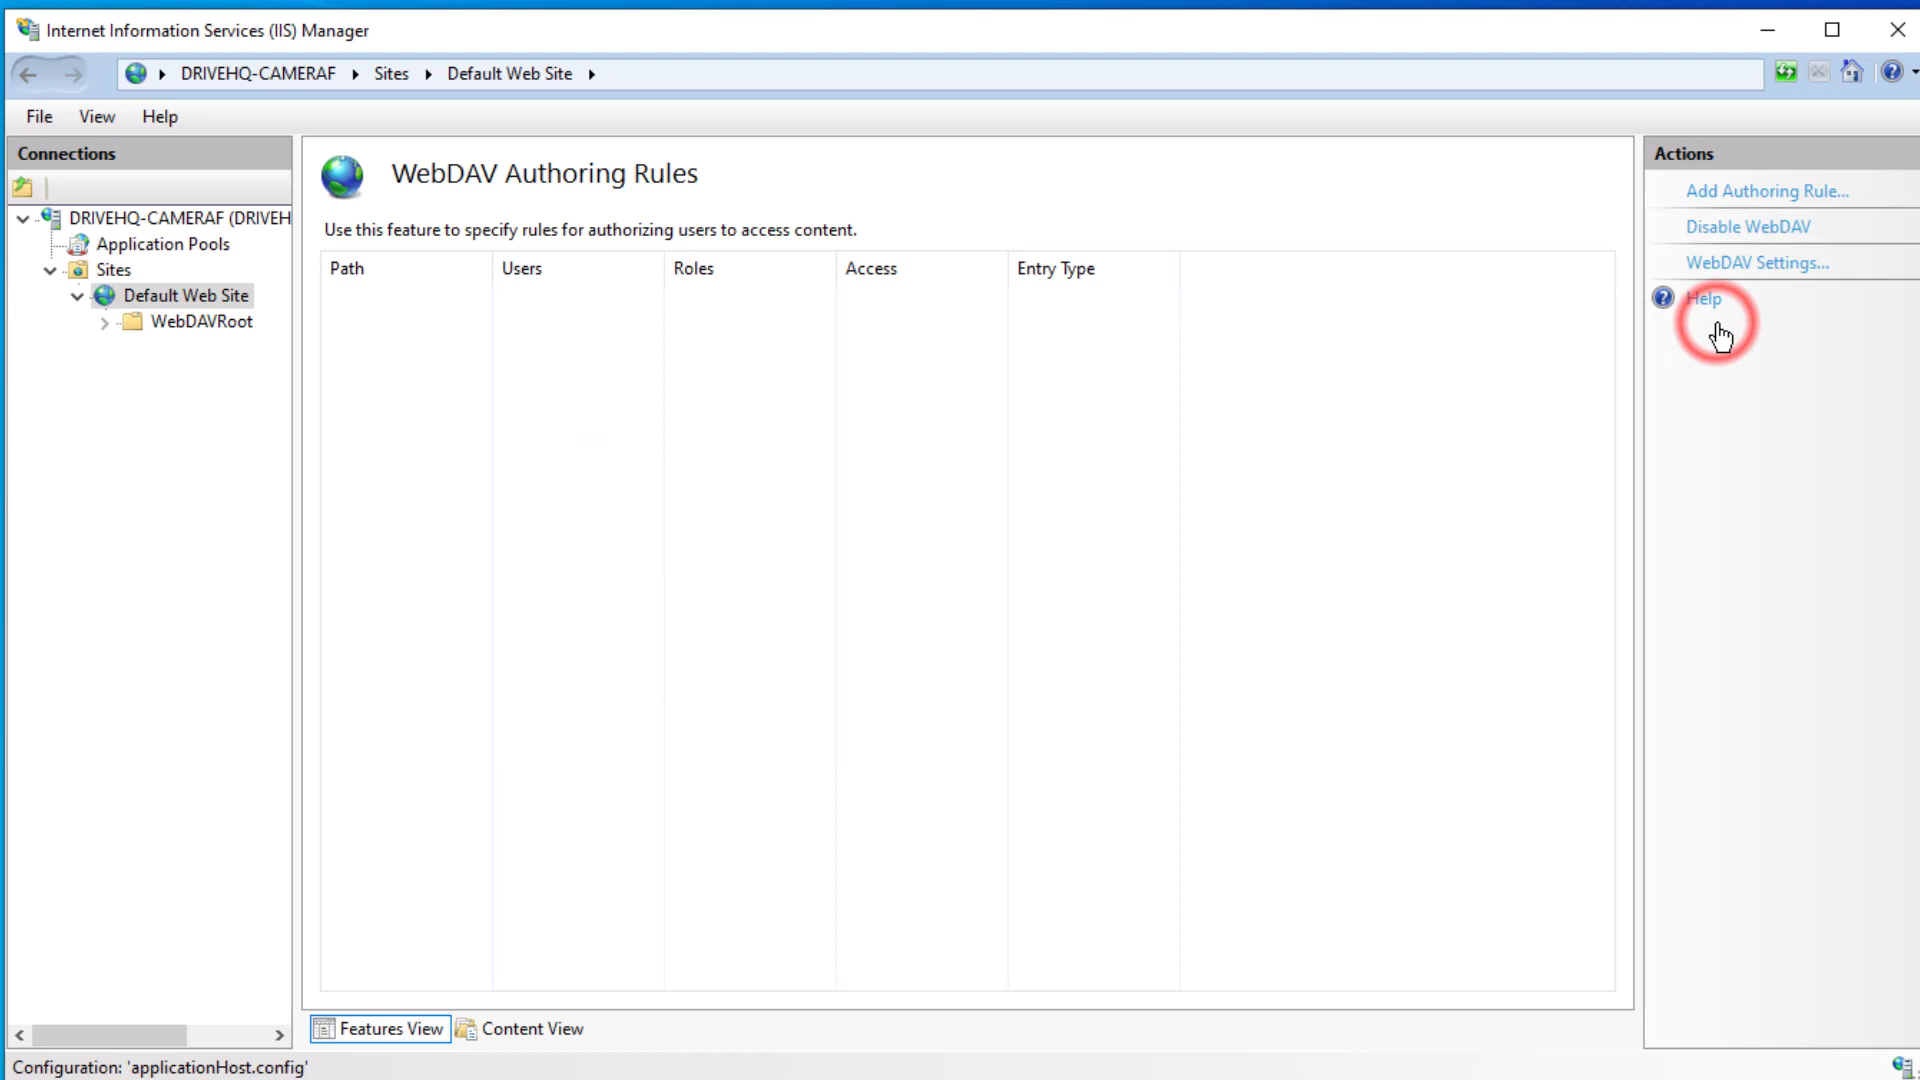 Internet Information Services (IIS) Manager
DRIVEHQ-CAMERAF
Sites
Default Web Site
File
View
Help
Connections
DRIVEHQ-CAMERAF (DRIVEH
Application Pools
Sites
Default Web Site
WebDAVRoot
WebDAV Authoring Rules
Use this feature to specify rules for authorizing users to access content.
Path
Users
Roles
Access
Entry Type
Features View
Content View
Actions
Add Authoring Rule...
Disable WebDAV
WebDAV Settings...
Help
Configuration: 'applicationHost.config'